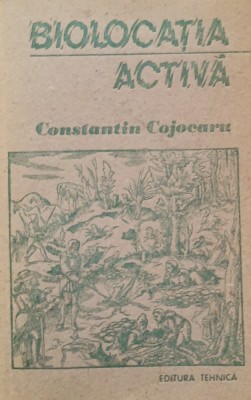 BIOLOCAȚIA
ACTIVĂ
Constantin Cojocaru
EDITURA TEHNICĂ